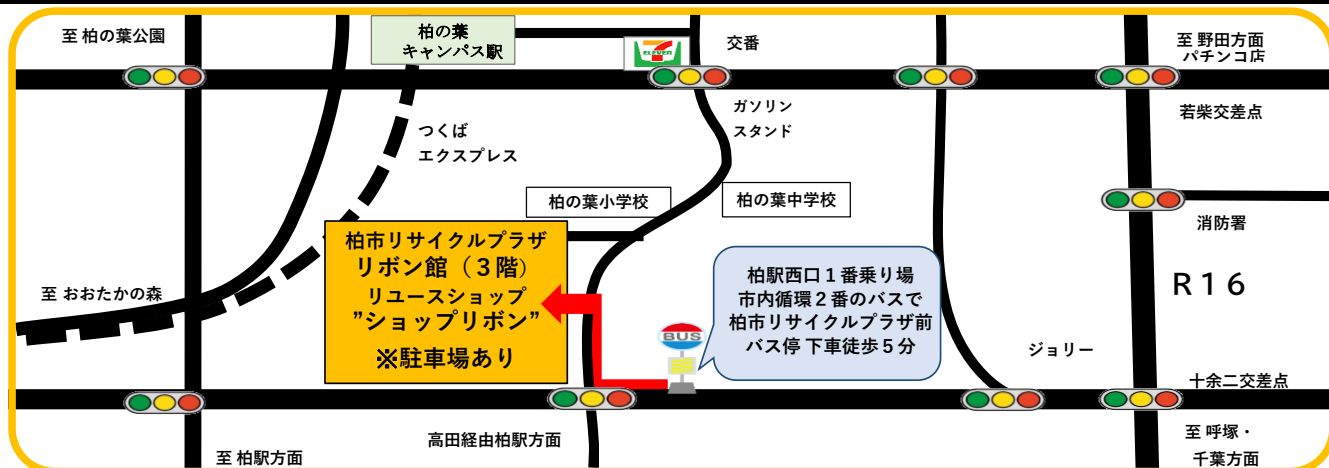 至 柏の葉公園
柏の葉
キャンパス駅
ELEVEN
交番
至 野田方面
パチンコ店
ガソリン
スタンド
若柴交差点
つくば
エクスプレス
柏の葉小学校
柏の葉中学校
消防署
柏市リサイクルプラザ
リボン館（３階）
リユースショップ
”ショップリボン”
※駐車場あり
至 おおたかの森
柏駅西口１番乗り場
市内循環２番のバスで
柏市リサイクルプラザ前
バス停 下車徒歩５分
BUS
Ｒ１６
ジョリー
十余二交差点
高田経由柏駅方面
至 柏駅方面
至 呼塚・
千葉方面